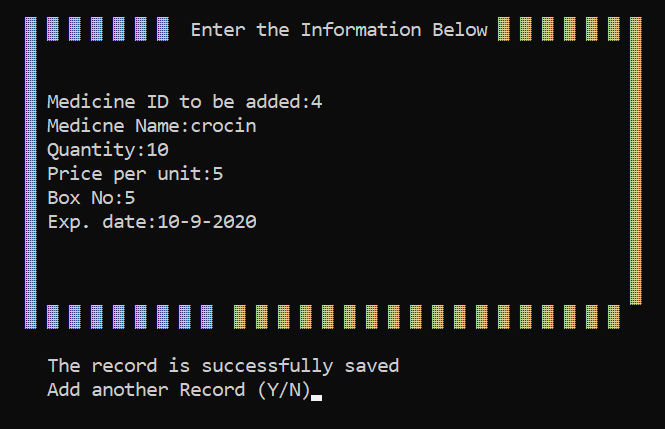 Enter the Information Below
Medicine ID to be added:4
Medicne Name:crocin
Quantity:10
Price per unit:5
Box No:5
Exp. date:10-9-2020
The record is successfully saved
Add another Record (Y/N)